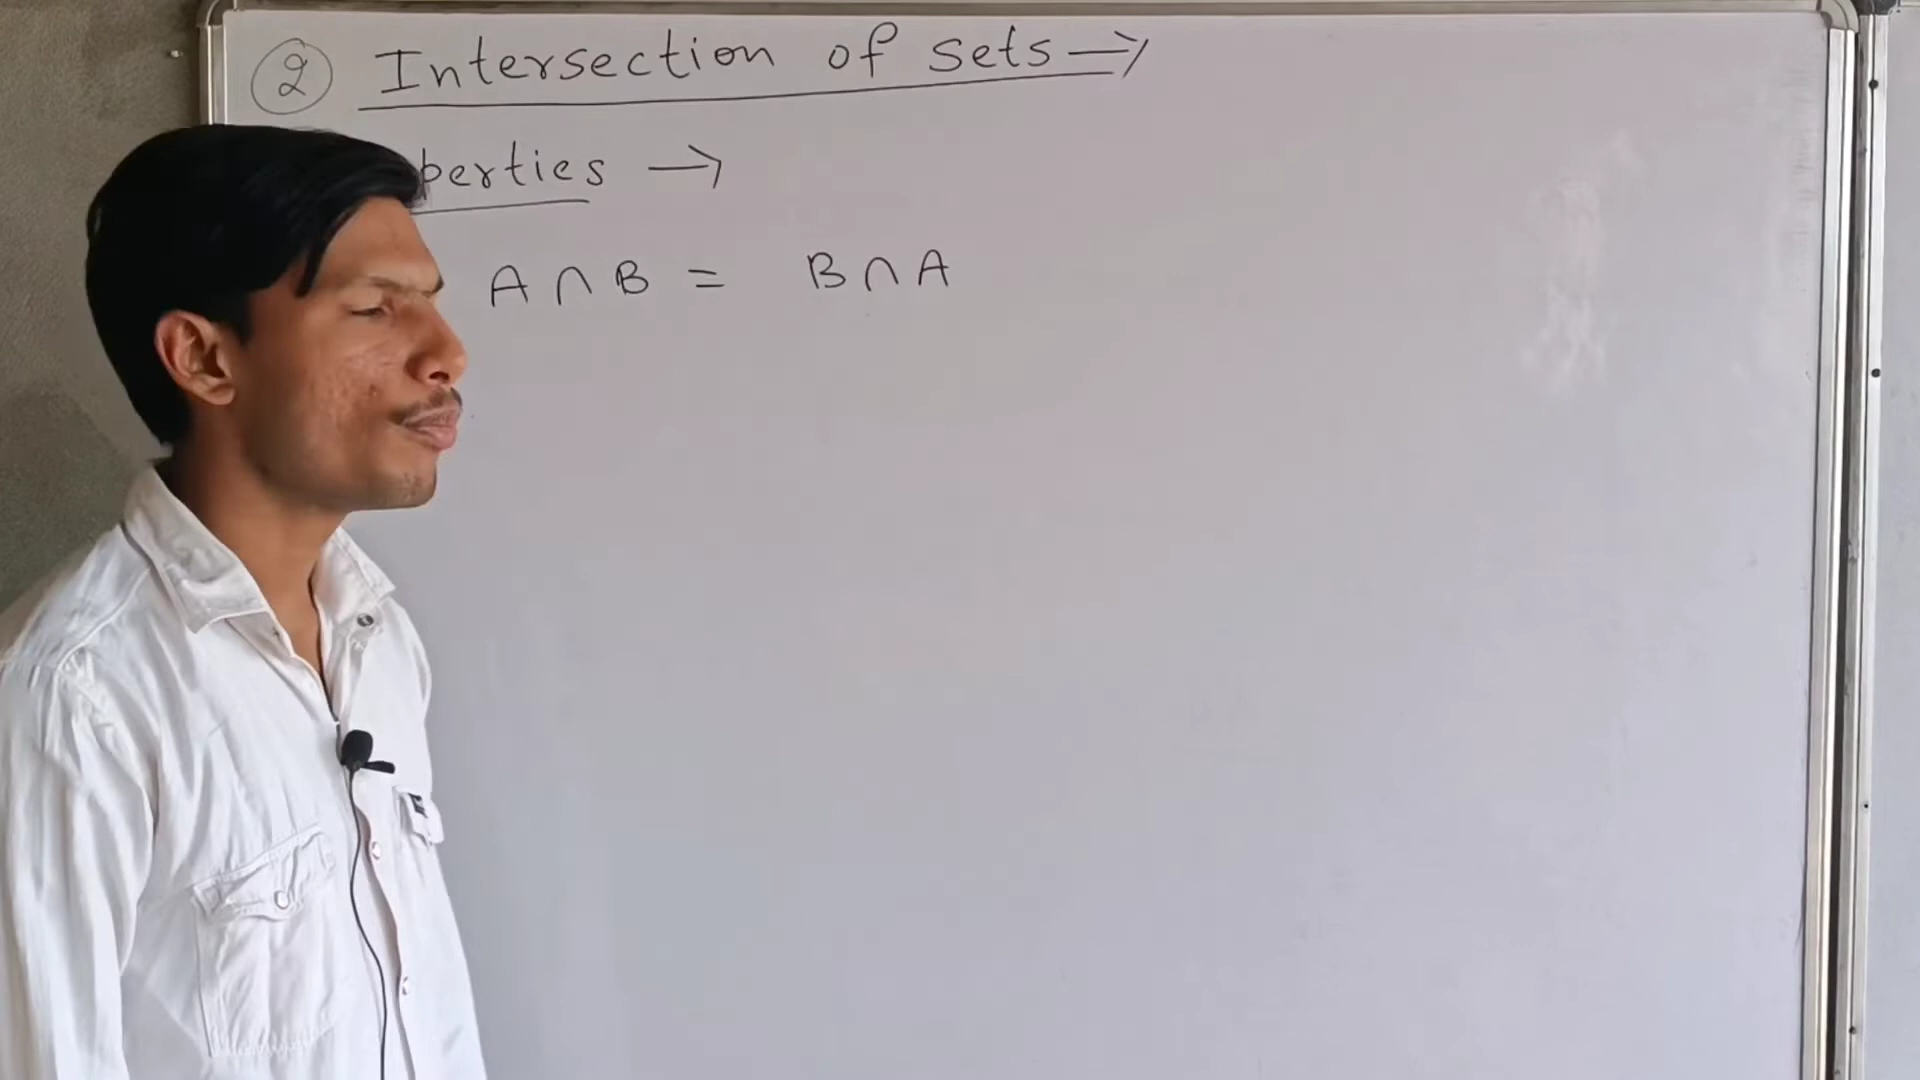 ② Intersection of sets →
perties →
A ∩ B = B ∩ A